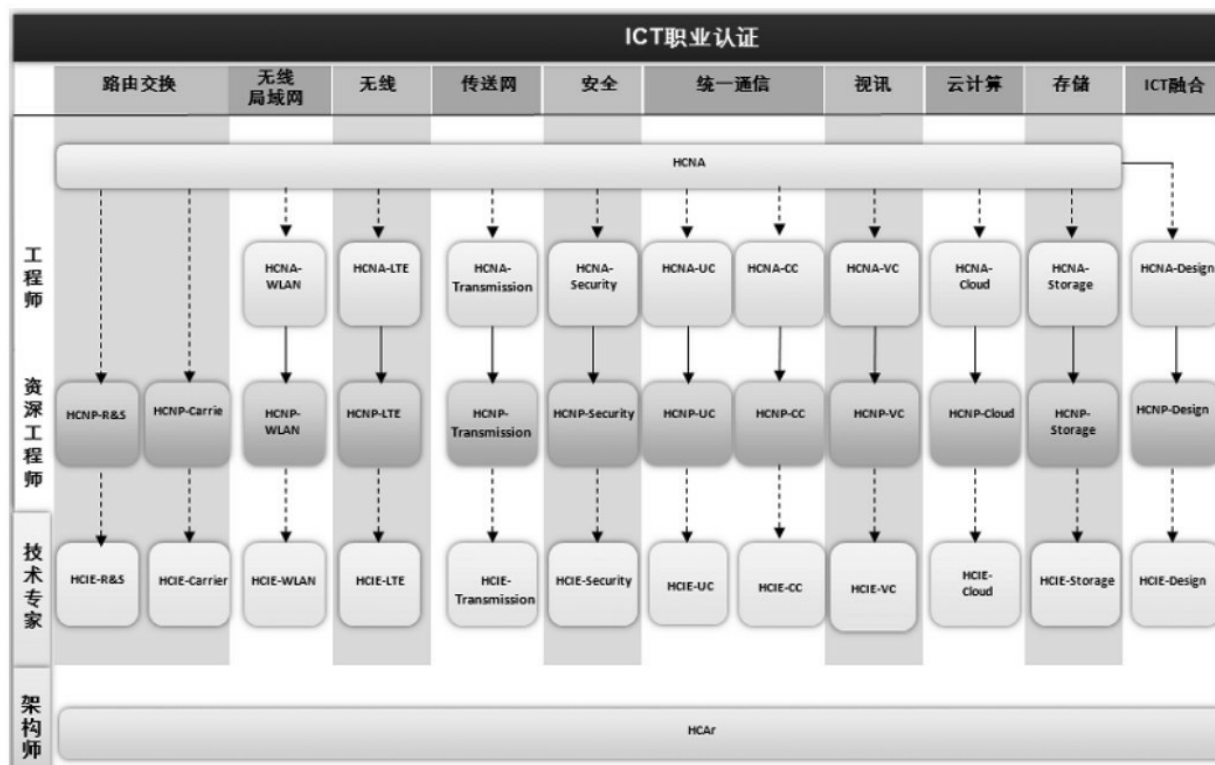 ICT职业认证
路由交换
无线
局域网
无线
传送网
安全
统一通信
视讯
云计算
存储
ICT融合
HCNA
工程师
HCNA-
WLAN
HCNA-LTE
HCNA-
Transmission
HCNA-
Security
HCNA-UC
HCNA-CC
HCNA-VC
HCNA-
Cloud
HCNA-
Storage
HCNA-Design
资深工程师
HCNP-R&S
HCNP-Carrie
HCNP-
WLAN
HCNP-LTE
HCNP-
Transmission
HCNP-Security
HCNP-UC
HCNP-CC
HCNP-VC
HCNP-Cloud
HCNP-
Storage
HCNP-Design
技术专家
HCIE-R&S
HCIE-Carrier
HCIE-WLAN
HCIE-LTE
HCIE-
Transmission
HCIE-Security
HCIE-UC
HCIE-CC
HCIE-VC
HCIE-
Cloud
HCIE-Storage
HCIE-Design
架构师
HCAr